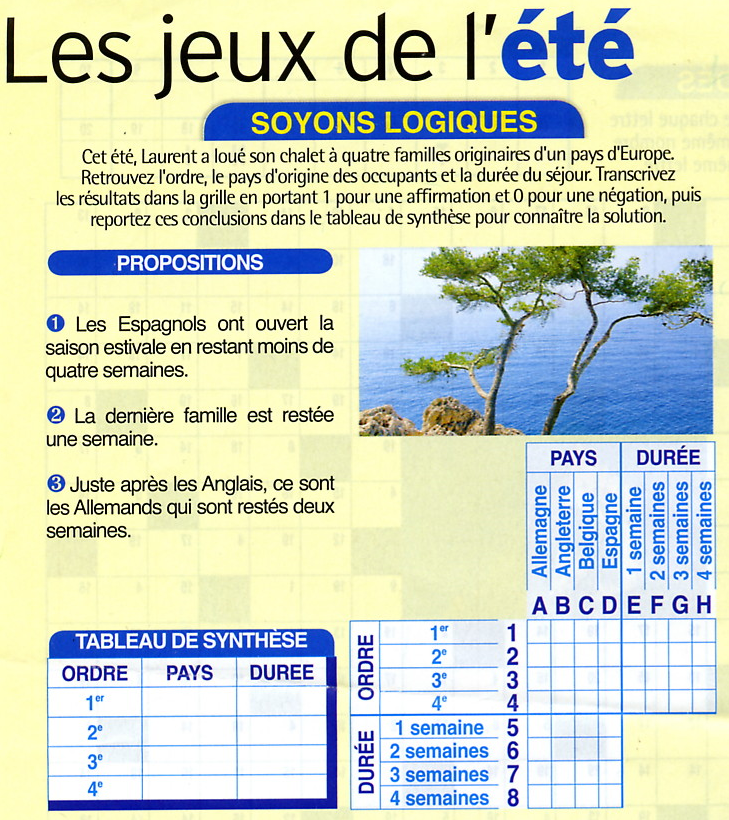 Les jeux de l'été
SOYONS LOGIQUES
Cet été, Laurent a loué son chalet à quatre familles originaires d'un pays d'Europe.
Retrouvez l'ordre, le pays d'origine des occupants et la durée du séjour. Transcrivez
les résultats dans la grille en portant 1 pour une affirmation et 0 pour une négation, puis
reportez ces conclusions dans le tableau de synthèse pour connaître la solution.
PROPOSITIONS
1 Les Espagnols ont ouvert la
saison estivale en restant moins de
quatre semaines.
2 La dernière famille est restée
une semaine.
3 Juste après les Anglais, ce sont
les Allemands qui sont restés deux
semaines.
TABLEAU DE SYNTHÈSE
ORDRE PAYS DUREE
1er
2e
3e
4e
PAYS DURÉE
Allemagne
Angleterre
Belgique
Espagne
1 semaine
2 semaines
3 semaines
4 semaines
A B C D E F G H
ORDRE
1er 1
2e 2
3e 3
4e 4
DURÉE
1 semaine 5
2 semaines 6
3 semaines 7
4 semaines 8